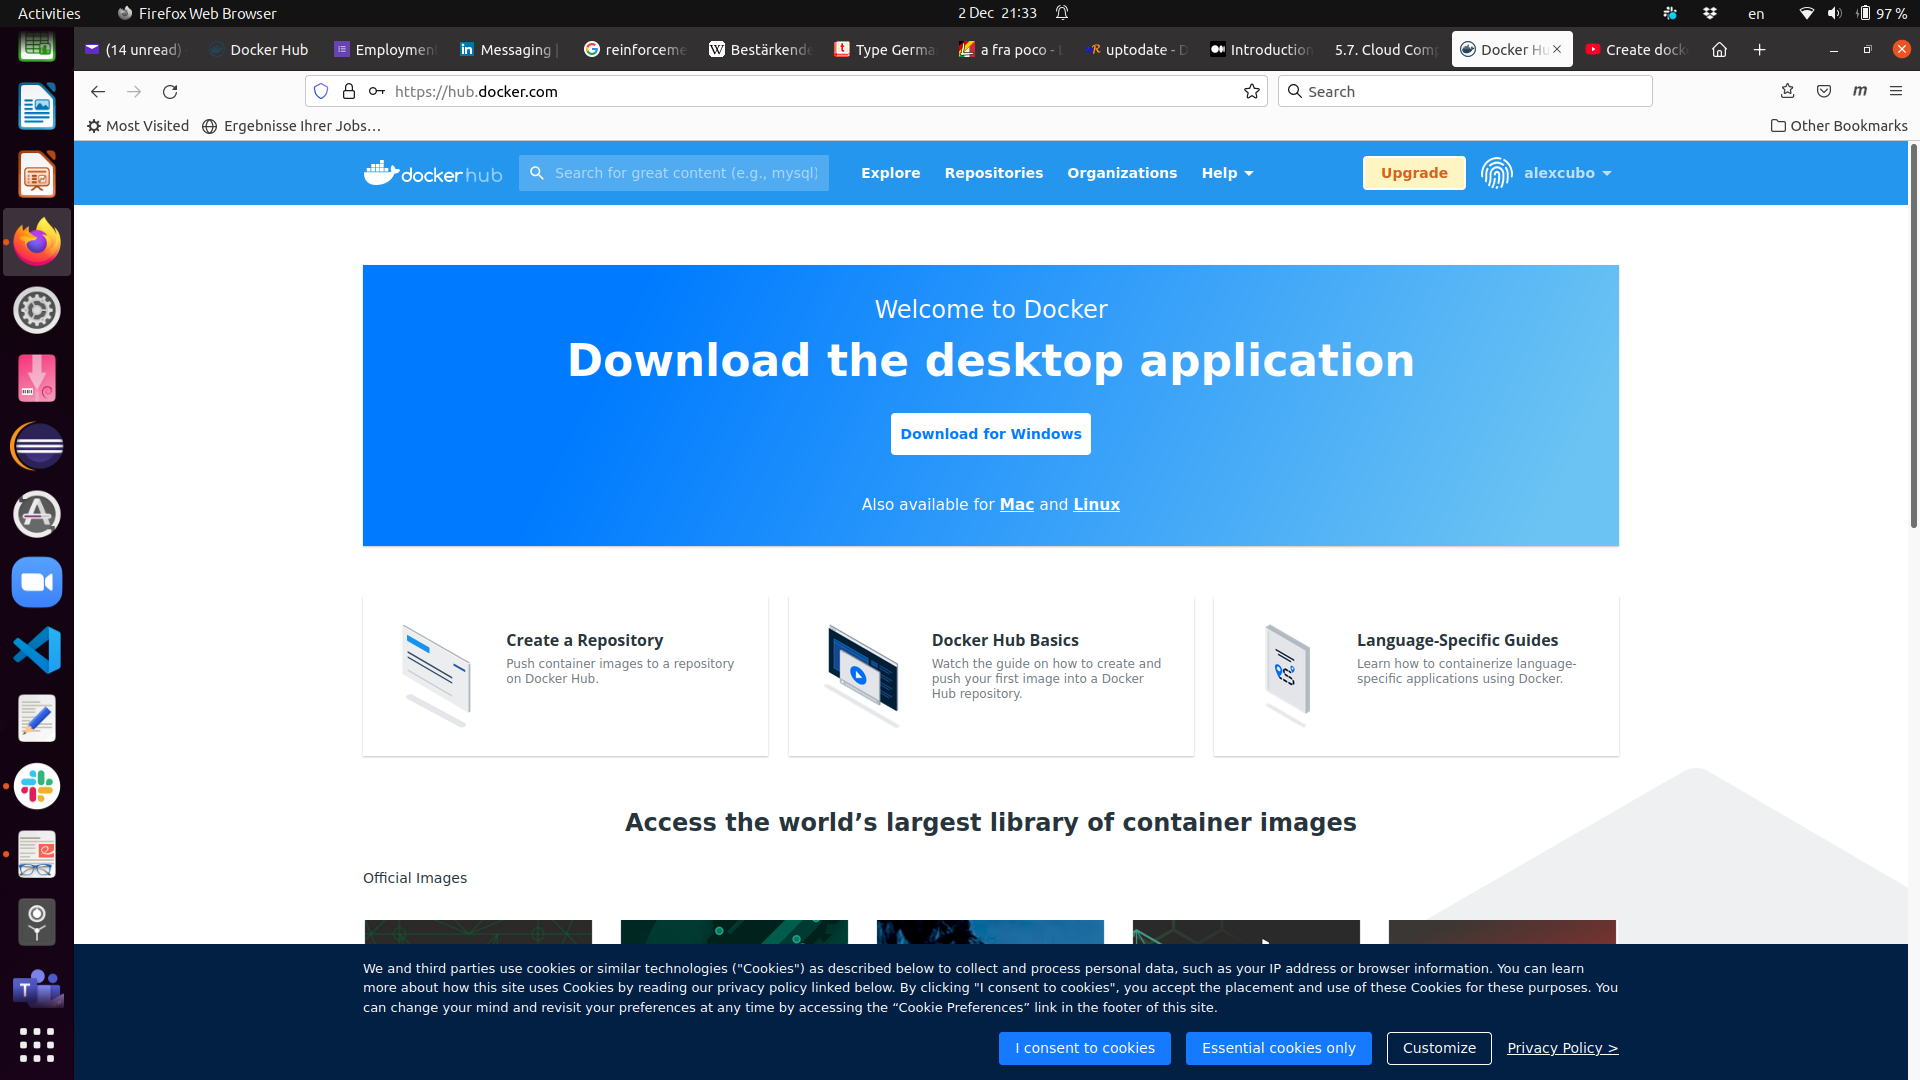 Activities
Firefox Web Browser
2 Dec 21:33
en
97 %
(14 unread)
Docker Hub
Employment
Messaging |
reinforceme
Bestärkende
Type Germa
a fra poco - L
uptodate - D
Introduction
5.7. Cloud Comp
Docker Hu
Create dock
https://hub.docker.com
Search
Most Visited
Ergebnisse Ihrer Jobs…
Other Bookmarks
dockerhub
Search for great content (e.g., mysql)
Explore
Repositories
Organizations
Help
Upgrade
alexcubo
Welcome to Docker
Download the desktop application
Download for Windows
Also available for Mac and Linux
Create a Repository
Push container images to a repository
on Docker Hub.
Docker Hub Basics
Watch the guide on how to create and
push your first image into a Docker
Hub repository.
Language-Specific Guides
Learn how to containerize language-
specific applications using Docker.
Access the world’s largest library of container images
Official Images
We and third parties use cookies or similar technologies ("Cookies") as described below to collect and process personal data, such as your IP address or browser information. You can learn
more about how this site uses Cookies by reading our privacy policy linked below. By clicking "I consent to cookies", you accept the placement and use of these Cookies for these purposes. You
can change your mind and revisit your preferences at any time by accessing the “Cookie Preferences” link in the footer of this site.
I consent to cookies
Essential cookies only
Customize
Privacy Policy >